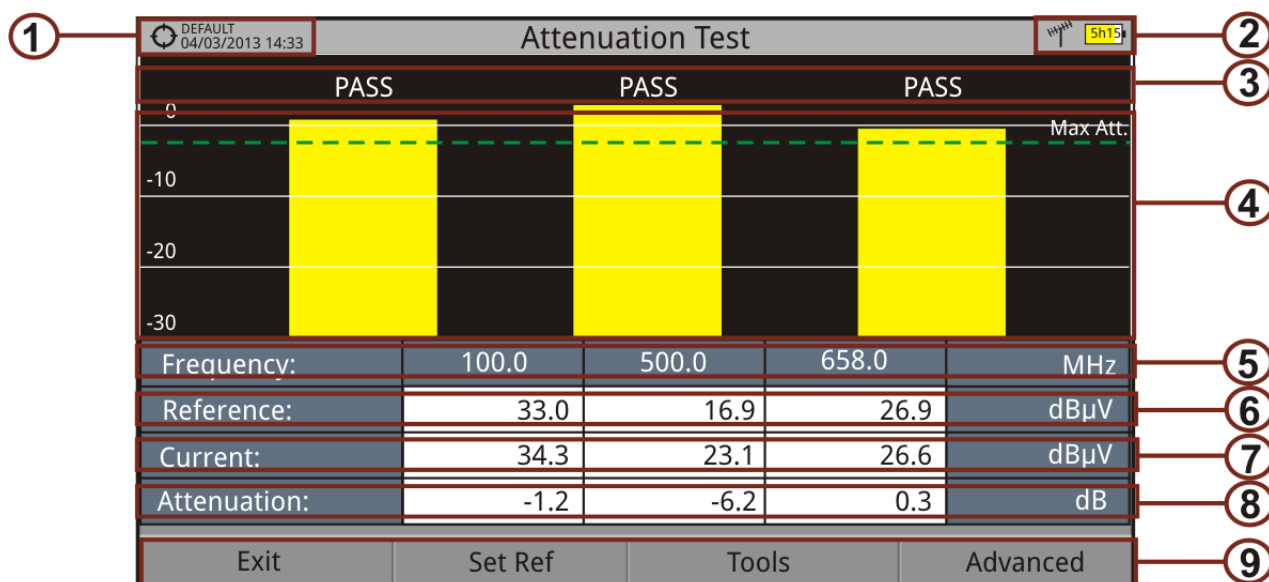 1
DEFAULT
04/03/2013 14:33
Attenuation Test
5h15
2
PASS PASS PASS
3
0
Max Att.
-10
4
-20
-30
Frequency: 100.0 500.0 658.0 MHz
5
Reference: 33.0 16.9 26.9 dBµV
6
Current: 34.3 23.1 26.6 dBµV
7
Attenuation: -1.2 -6.2 0.3 dB
8
Exit Set Ref Tools Advanced
9